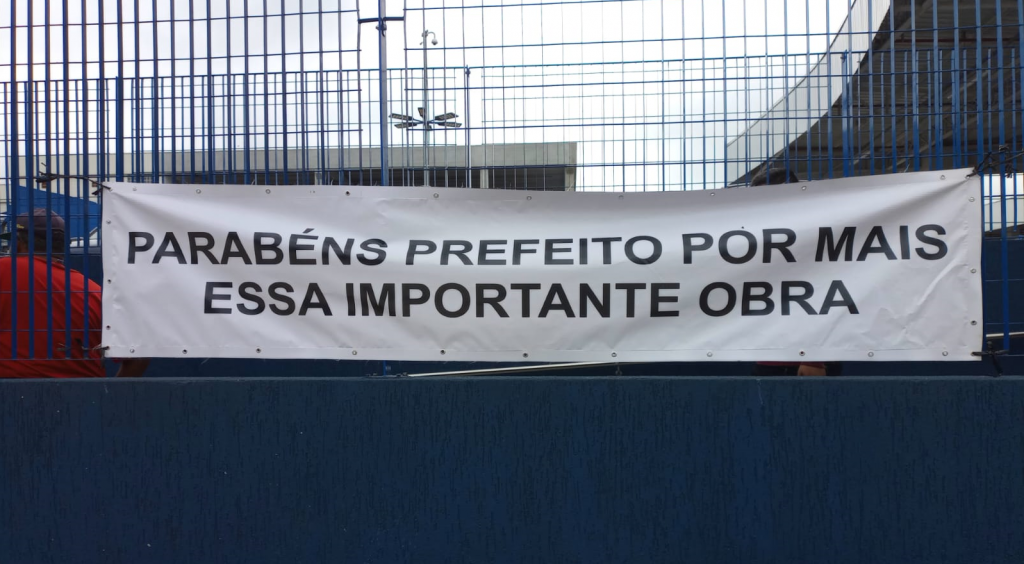 PARABÉNS PREFEITO POR MAIS
ESSA IMPORTANTE OBRA